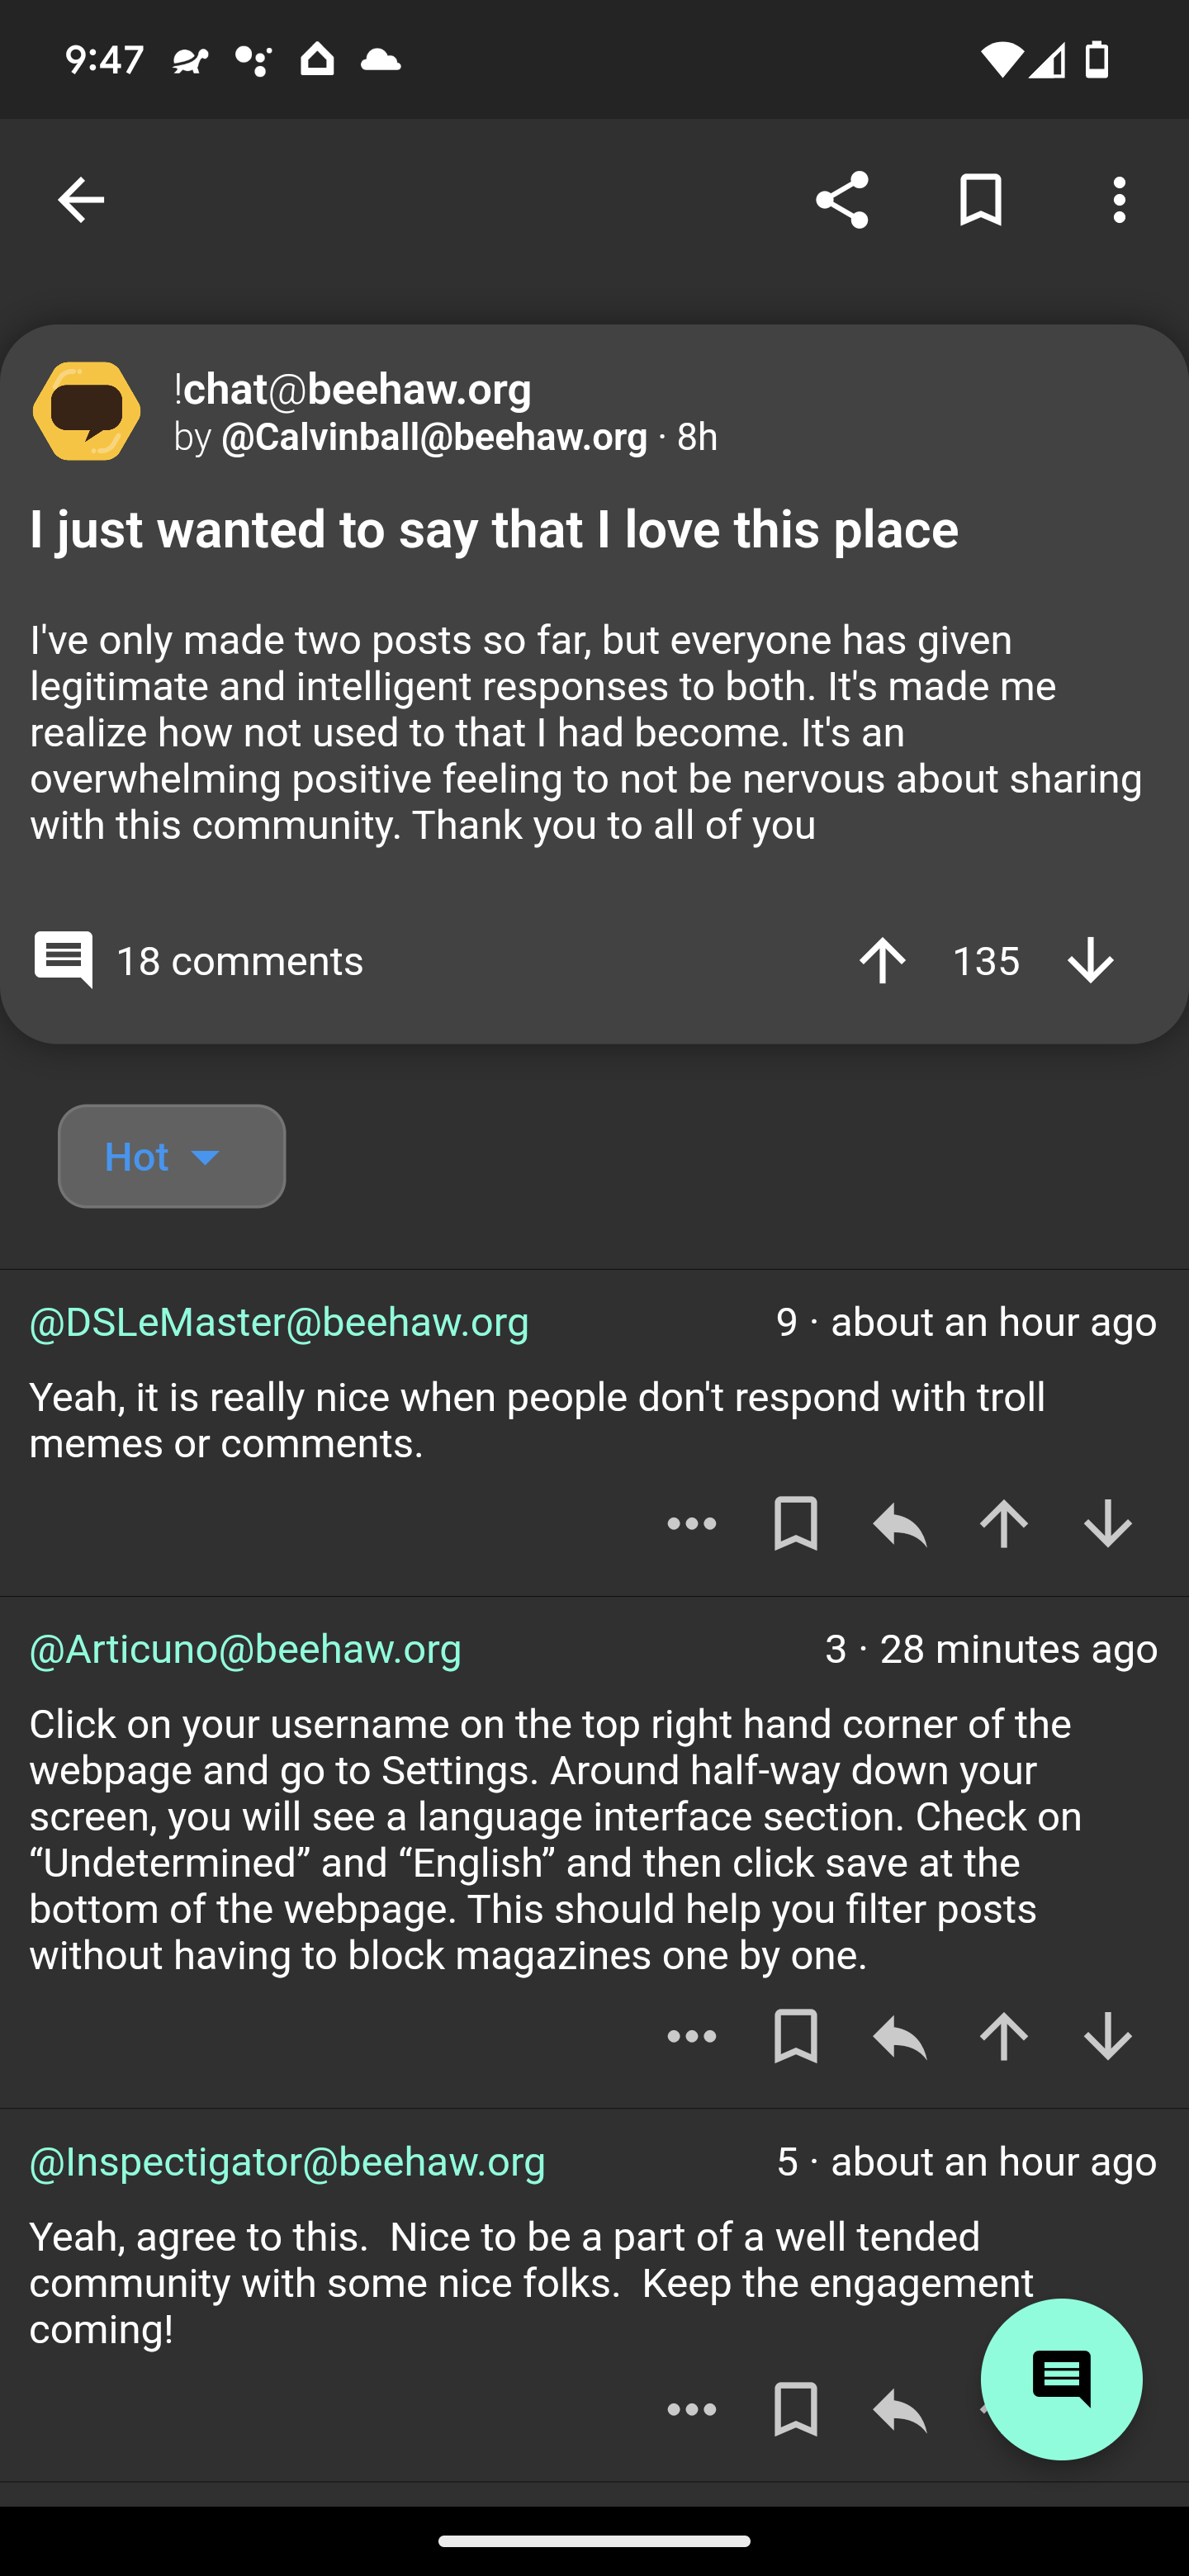 9:47
!chat@beehaw.org
by @Calvinball@beehaw.org · 8h
I just wanted to say that I love this place
I've only made two posts so far, but everyone has given
legitimate and intelligent responses to both. It's made me
realize how not used to that I had become. It's an
overwhelming positive feeling to not be nervous about sharing
with this community. Thank you to all of you
18 comments
135
Hot
@DSLeMaster@beehaw.org
9 · about an hour ago
Yeah, it is really nice when people don't respond with troll
memes or comments.
@Articuno@beehaw.org
3 · 28 minutes ago
Click on your username on the top right hand corner of the
webpage and go to Settings. Around half-way down your
screen, you will see a language interface section. Check on
“Undetermined” and “English” and then click save at the
bottom of the webpage. This should help you filter posts
without having to block magazines one by one.
@Inspectigator@beehaw.org
5 · about an hour ago
Yeah, agree to this.  Nice to be a part of a well tended
community with some nice folks.  Keep the engagement
coming!